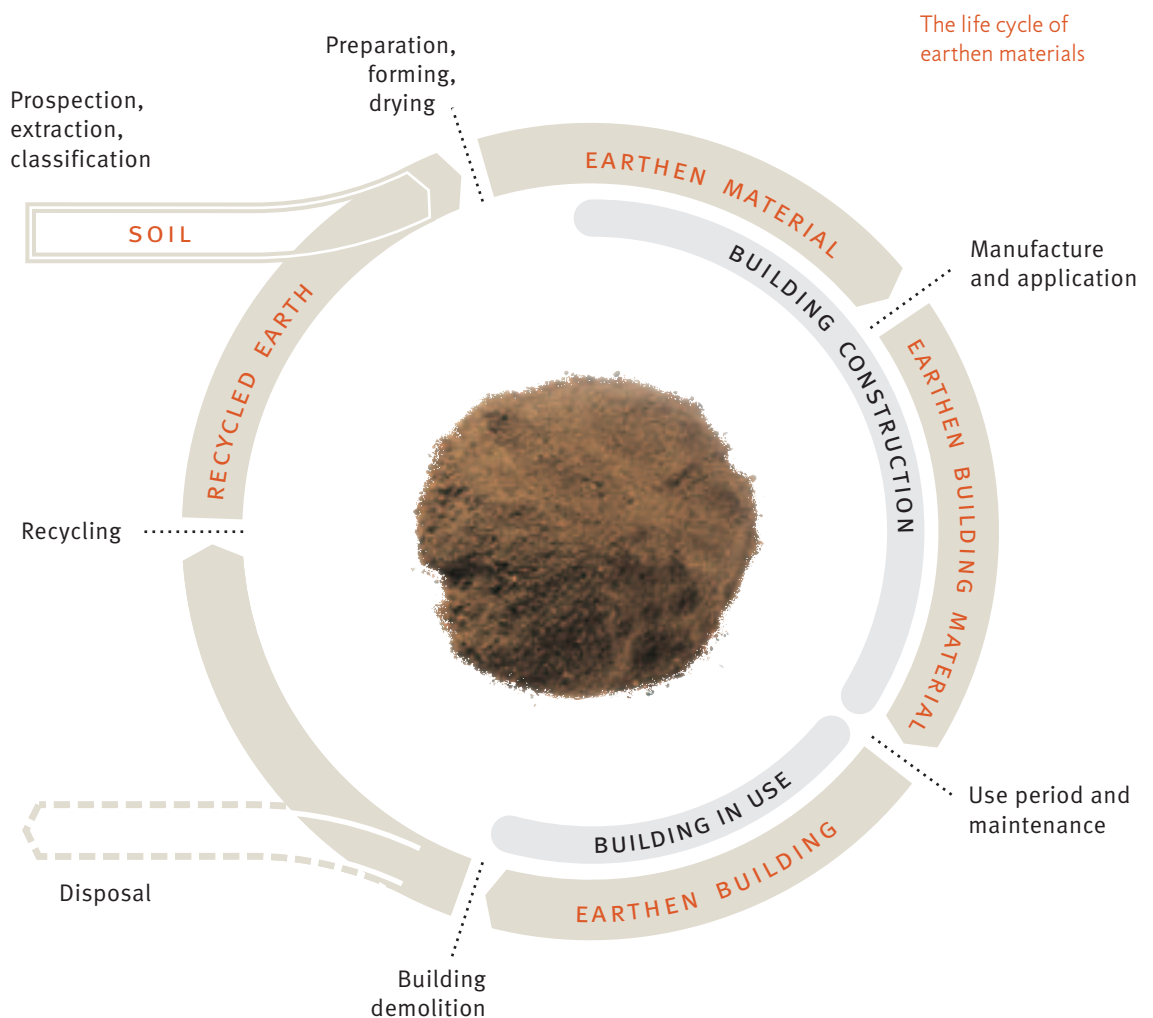 The life cycle of
earthen materials
Preparation,
forming,
drying
Prospection,
extraction,
classification
SOIL
EARTHEN MATERIAL
BUILDING CONSTRUCTION
Manufacture
and application
EARTHEN BUILDING MATERIAL
RECYCLED EARTH
Recycling
Use period and
maintenance
BUILDING IN USE
EARTHEN BUILDING
Disposal
Building
demolition